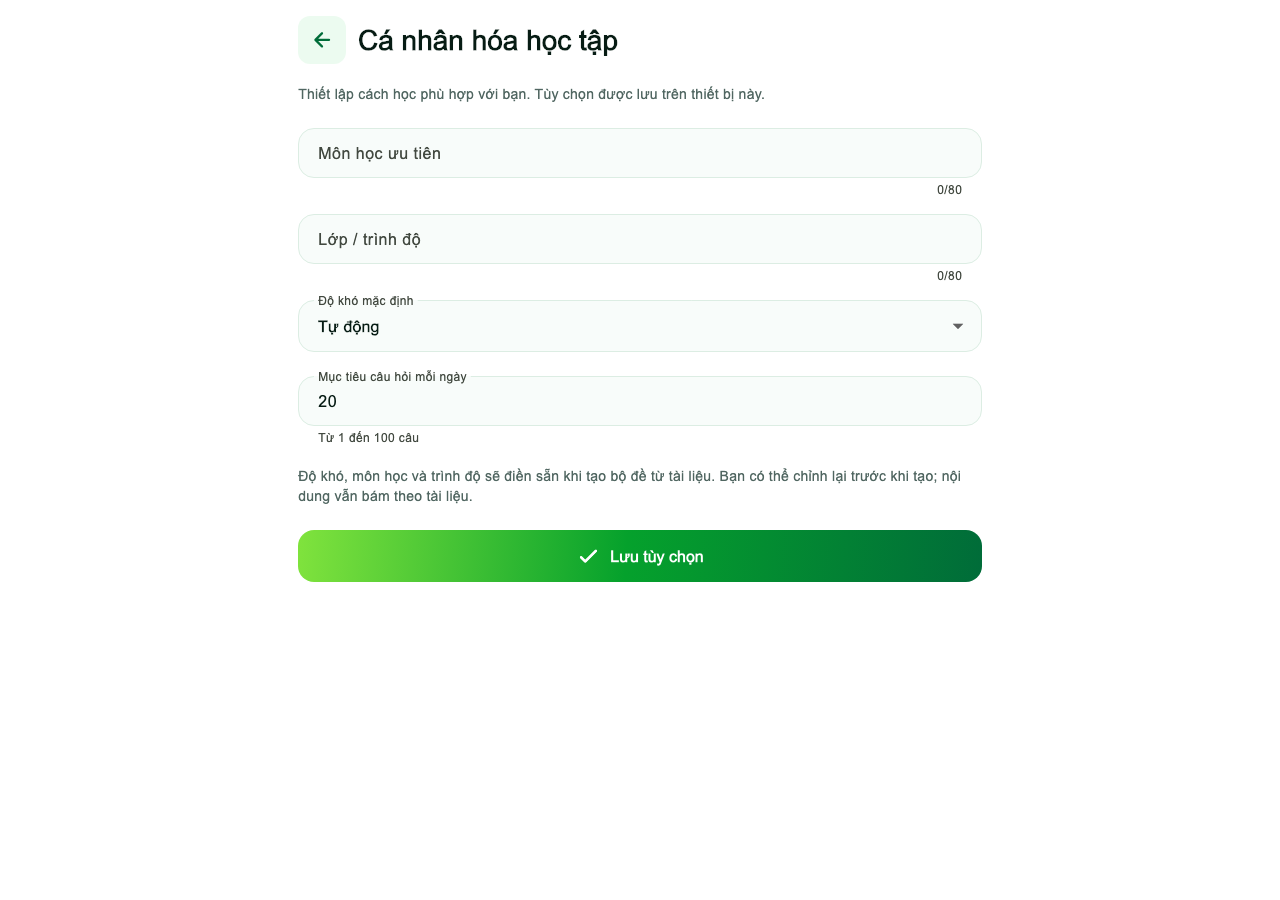 Cá nhân hóa học tập
Thiết lập cách học phù hợp với bạn. Tùy chọn được lưu trên thiết bị này.
Môn học ưu tiên
0/80
Lớp / trình độ
0/80
Độ khó mặc định
Tự động
Mục tiêu câu hỏi mỗi ngày
20
Từ 1 đến 100 câu
Độ khó, môn học và trình độ sẽ điền sẵn khi tạo bộ đề từ tài liệu. Bạn có thể chỉnh lại trước khi tạo; nội
dung vẫn bám theo tài liệu.
Lưu tùy chọn